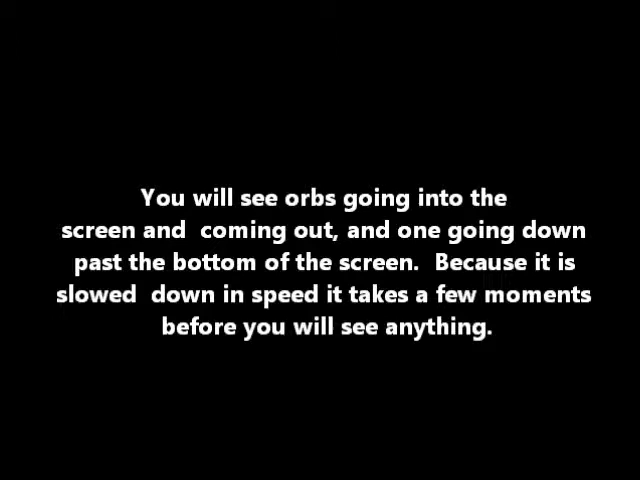 You will see orbs going into the
screen and  coming out, and one going down
past the bottom of the screen.  Because it is
slowed  down in speed it takes a few moments
before you will see anything.